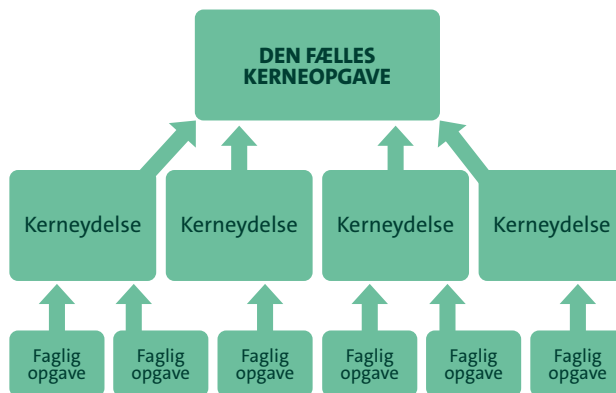 DEN FÆLLES
KERNEOPGAVE
Kerneydelse
Kerneydelse
Kerneydelse
Kerneydelse
Faglig
opgave
Faglig
opgave
Faglig
opgave
Faglig
opgave
Faglig
opgave
Faglig
opgave